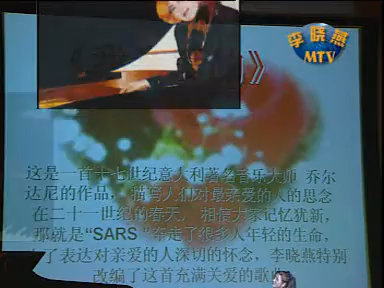 李晓燕
MTV
》
这是一首十七世纪意大利著名音乐大师 乔尔
达尼的作品， 描写人们对最亲爱的人的思念
在二十一世纪的春天， 相信大家记忆犹新，
那就是“SARS ”夺走了很多人年轻的生命，
了表达对亲爱的人深切的怀念，李晓燕特别
改编了这首充满关爱的歌曲